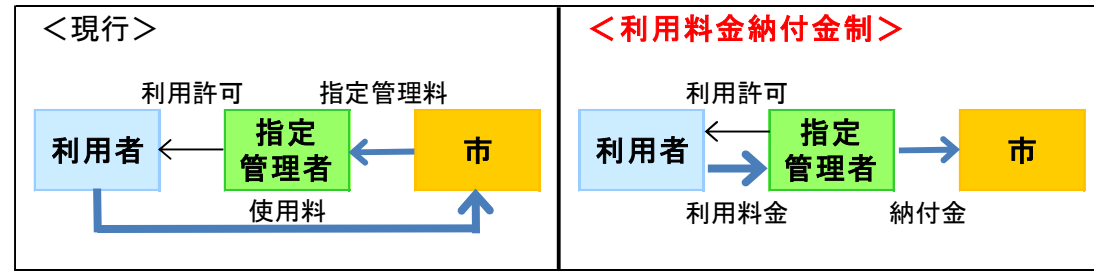 ＜現行＞
利用許可
指定管理料
利用者
指定
管理者
市
使用料
＜利用料金納付金制＞
利用許可
利用者
指定
管理者
市
利用料金
納付金